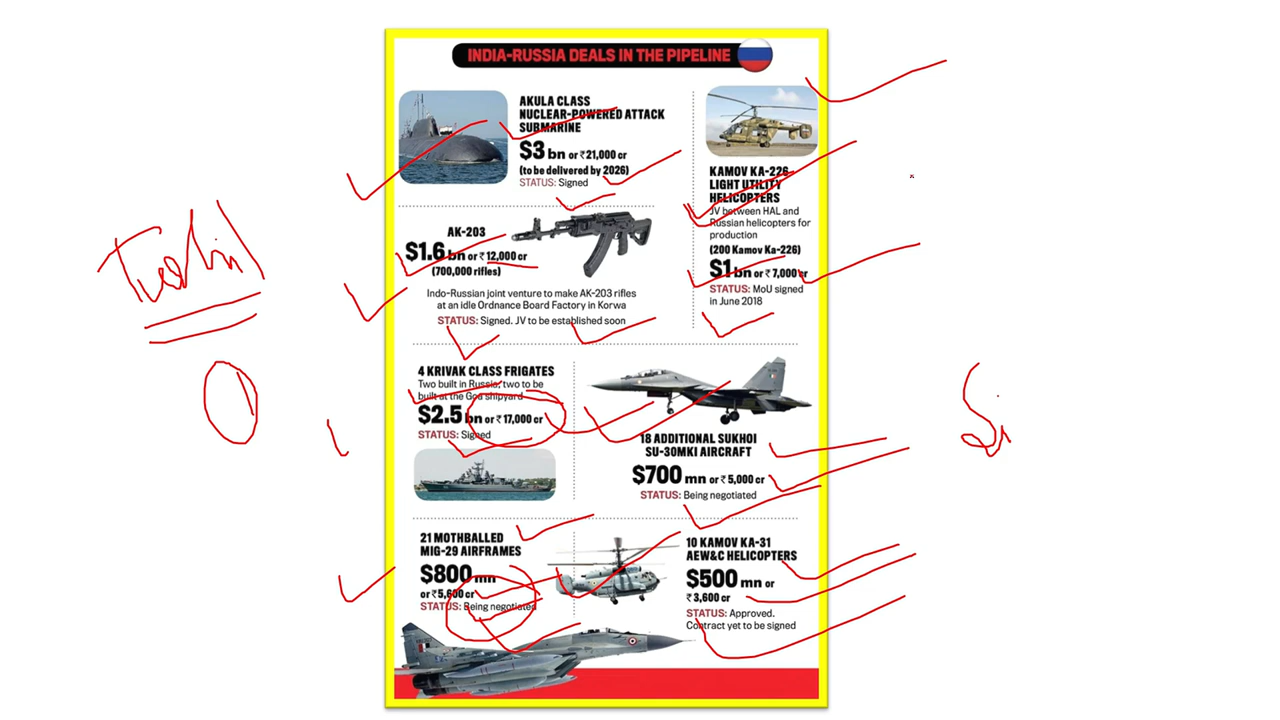 INDIA-RUSSIA DEALS IN THE PIPELINE
AKULA CLASS
NUCLEAR-POWERED ATTACK
SUBMARINE
$3 bn or ₹21,000 cr
(to be delivered by 2026)
STATUS: Signed
KAMOV KA-226
LIGHT UTILITY
HELICOPTERS
JV between HAL and
Russian helicopters for
production
(200 Kamov Ka-226)
$1 bn or ₹7,000 cr
STATUS: MoU signed
in June 2018
AK-203
$1.6 bn or ₹12,000 cr
(700,000 rifles)
Indo-Russian joint venture to make AK-203 rifles
at an idle Ordnance Board Factory in Korwa
STATUS: Signed. JV to be established soon
4 KRIVAK CLASS FRIGATES
Two built in Russia, two to be
built at the Goa shipyard
$2.5 bn or ₹17,000 cr
STATUS: Signed
18 ADDITIONAL SUKHOI
SU-30MKI AIRCRAFT
$700 mn or ₹5,000 cr
STATUS: Being negotiated
21 MOTHBALLED
MIG-29 AIRFRAMES
$800 mn
or ₹5,600 cr
STATUS: Being negotiated
10 KAMOV KA-31
AEW&C HELICOPTERS
$500 mn or
₹3,600 cr
STATUS: Approved.
Contract yet to be signed